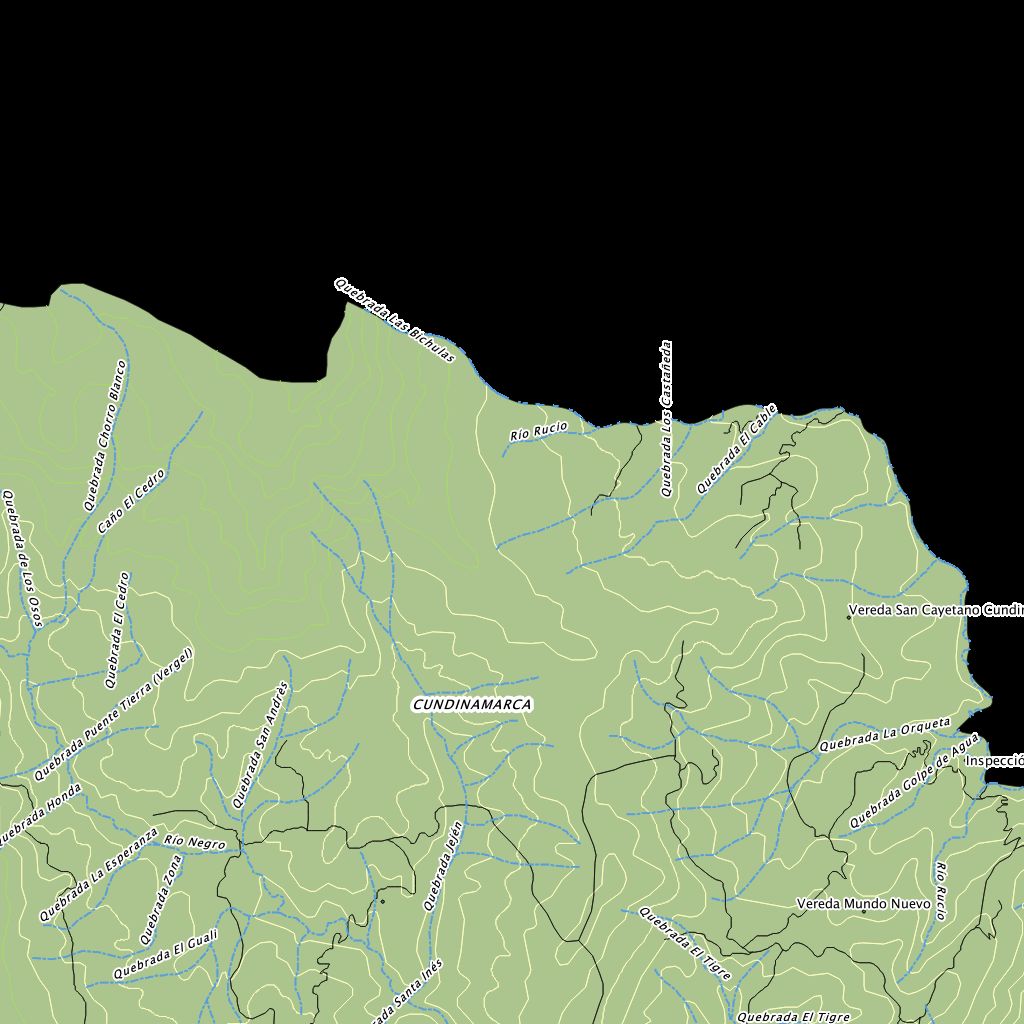 Quebrada Las Bichulas
Quebrada Los Castañeda
Quebrada Chorro Blanco
Río Rucio
Quebrada El Cable
Caño El Cedro
Quebrada de Los Osos
Quebrada El Cedro
Vereda San Cayetano Cundin
Quebrada Puente Tierra (Vergel)
Quebrada San Andrés
CUNDINAMARCA
Quebrada La Orqueta
Quebrada Golpe de Agua
Inspecció
Quebrada Honda
Quebrada La Esperanza
Río Negro
Quebrada Zona
Quebrada Jején
Río Rucio
Vereda Mundo Nuevo
Quebrada El Gualí
Quebrada El Tigre
ada Santa Inés
Quebrada El Tigre